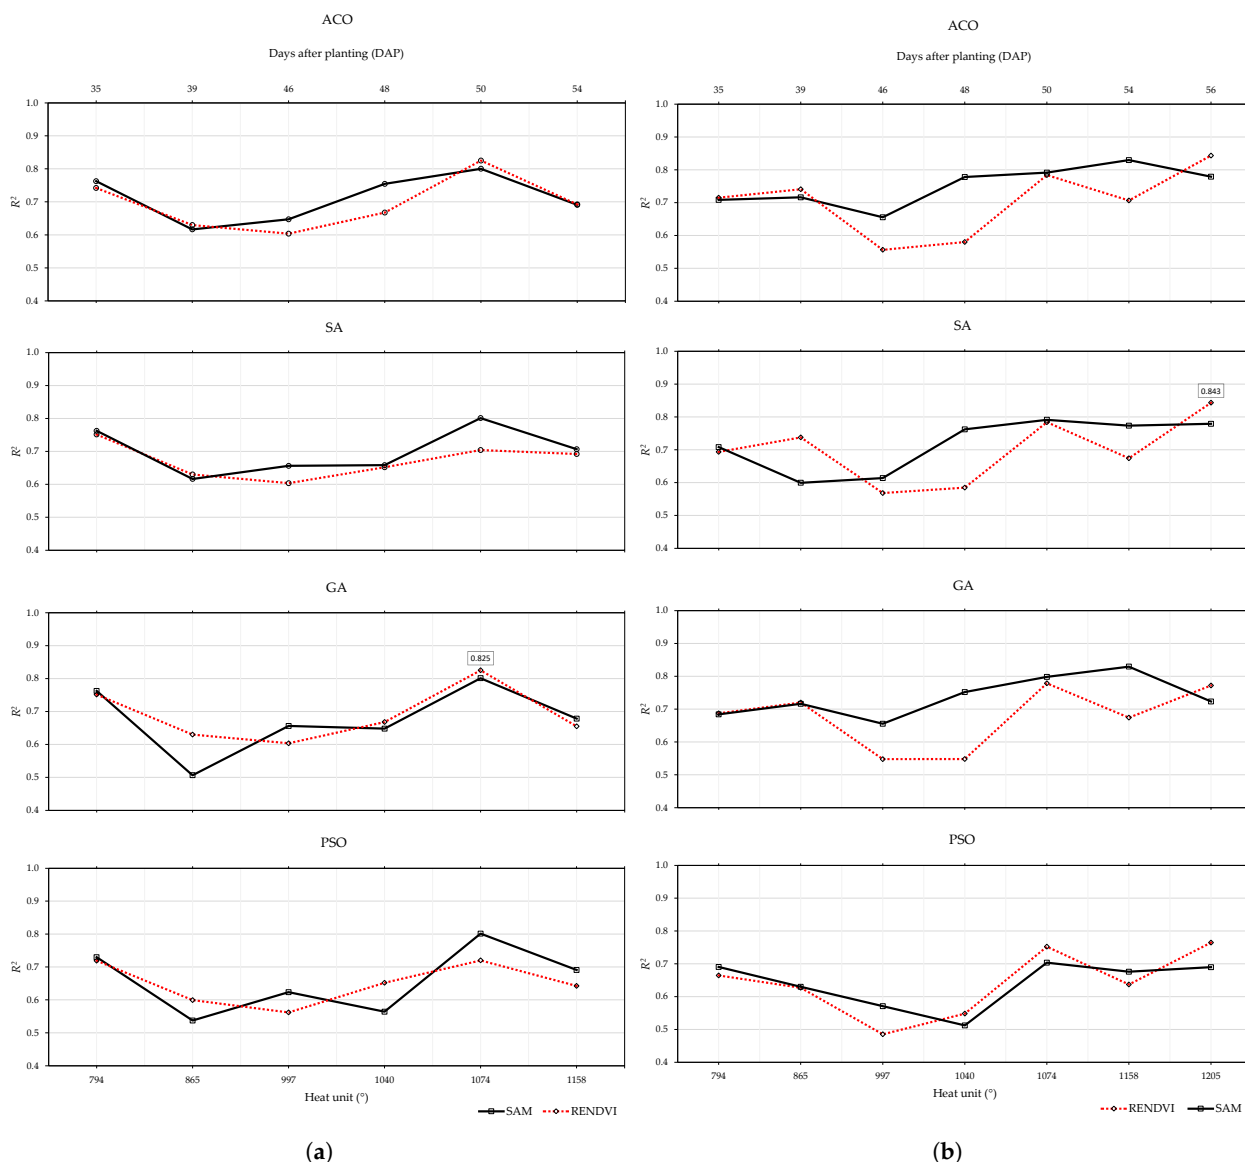 ACO
Days after planting (DAP)
35 39 46 48 50 54
1.0
0.9
0.8
0.7
0.6
0.5
0.4
R²
SA
1.0
0.9
0.8
0.7
0.6
0.5
0.4
R²
GA
1.0
0.9
0.8
0.7
0.6
0.5
0.4
R²
0.825
PSO
1.0
0.9
0.8
0.7
0.6
0.5
0.4
R²
794 865 997 1040 1074 1158
Heat unit (°)
SAM RENDVI
(a)
ACO
Days after planting (DAP)
35 39 46 48 50 54 56
1.0
0.9
0.8
0.7
0.6
0.5
0.4
R²
SA
1.0
0.9
0.8
0.7
0.6
0.5
0.4
R²
0.843
GA
1.0
0.9
0.8
0.7
0.6
0.5
0.4
R²
PSO
1.0
0.9
0.8
0.7
0.6
0.5
0.4
R²
794 865 997 1040 1074 1158 1205
Heat unit (°)
RENDVI SAM
(b)